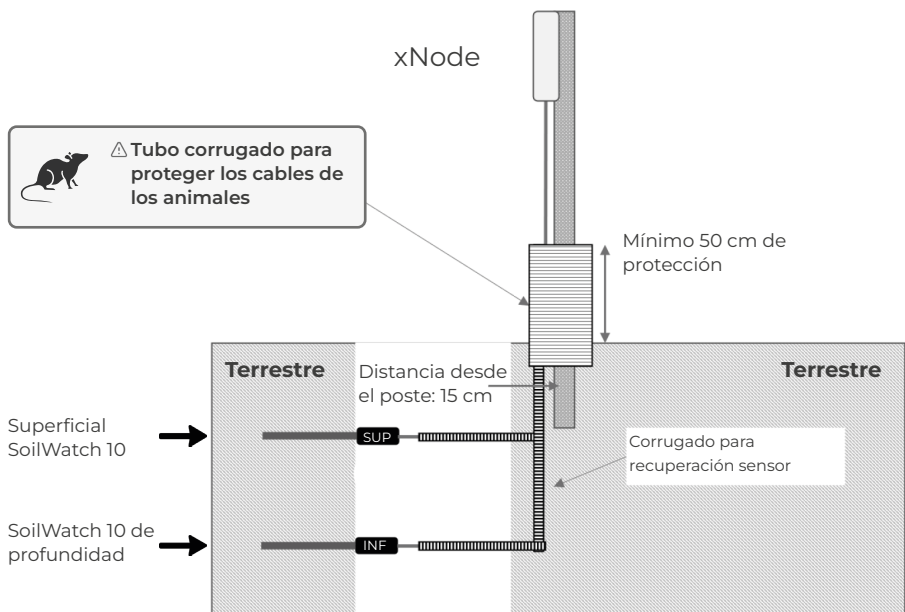 xNode
⚠ Tubo corrugado para
proteger los cables de
los animales
Mínimo 50 cm de
protección
Terrestre
Distancia desde
el poste: 15 cm
Terrestre
Superficial
SoilWatch 10
SUP
Corrugado para
recuperación sensor
SoilWatch 10 de
profundidad
INF